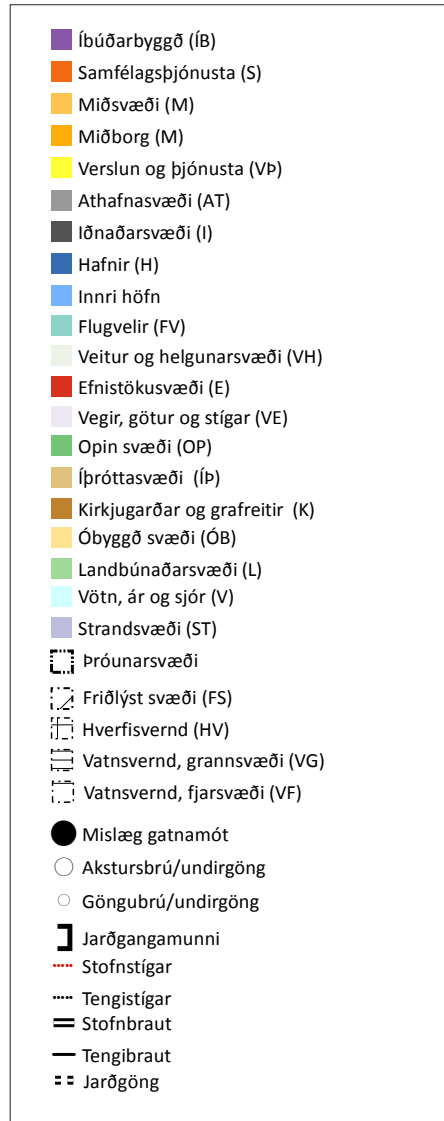 Íbúðarbyggð (ÍB)
Samfélagsþjónusta (S)
Miðsvæði (M)
Miðborg (M)
Verslun og þjónusta (VÞ)
Athafnasvæði (AT)
Iðnaðarsvæði (I)
Hafnir (H)
Innri höfn
Flugvelir (FV)
Veitur og helgunarsvæði (VH)
Efnistökusvæði (E)
Vegir, götur og stígar (VE)
Opin svæði (OP)
Íþróttasvæði (ÍÞ)
Kirkjugarðar og grafreitir (K)
Óbyggð svæði (ÓB)
Landbúnaðarsvæði (L)
Vötn, ár og sjór (V)
Strandsvæði (ST)
Þróunarsvæði
Friðlýst svæði (FS)
Hverfisvernd (HV)
Vatnsvernd, grannsvæði (VG)
Vatnsvernd, fjarsvæði (VF)
Mislæg gatnamót
Akstursbrú/undirgöng
Göngubrú/undirgöng
Jarðgangamunni
Stofnstígar
Tengistígar
Stofnbraut
Tengibraut
Jarðgöng